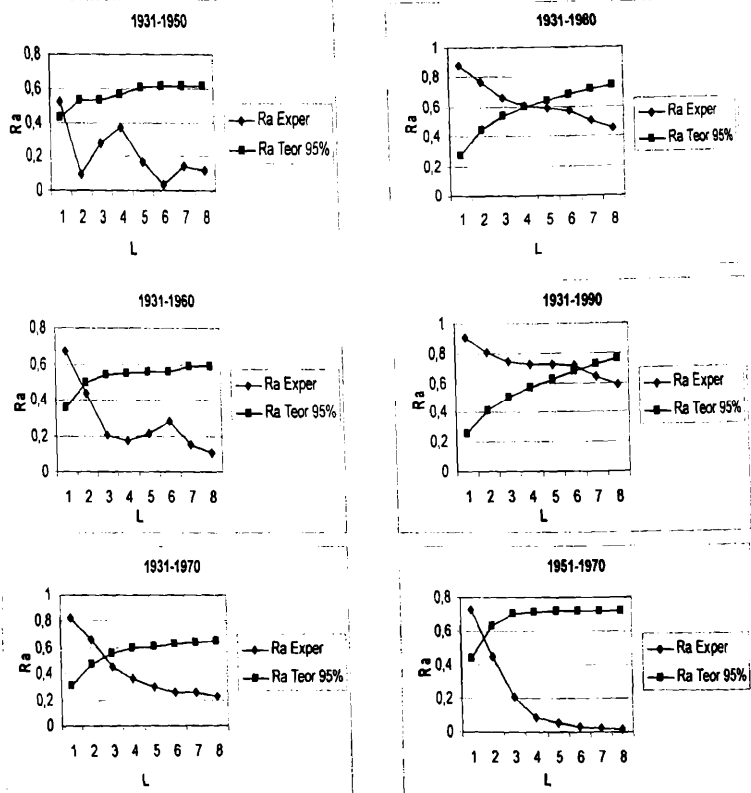 1931-1950
0,8
0,6
0,4
0,2
0
Ra
1 2 3 4 5 6 7 8
L
Ra Exper
Ra Teor 95%
1931-1980
1
0,8
0,6
0,4
0,2
0
Ra
1 2 3 4 5 6 7 8
L
Ra Exper
Ra Teor 95%
1931-1960
0,8
0,6
0,4
0,2
0
Ra
1 2 3 4 5 6 7 8
L
Ra Exper
Ra Teor 95%
1931-1990
1
0,8
0,6
0,4
0,2
0
Ra
1 2 3 4 5 6 7 8
L
Ra Exper
Ra Teor 95%
1931-1970
1
0,8
0,6
0,4
0,2
0
Ra
1 2 3 4 5 6 7 8
L
Ra Exper
Ra Teor 95%
1951-1970
0,8
0,6
0,4
0,2
0
Ra
1 2 3 4 5 6 7 8
L
Ra Exper
Ra Teor 95%